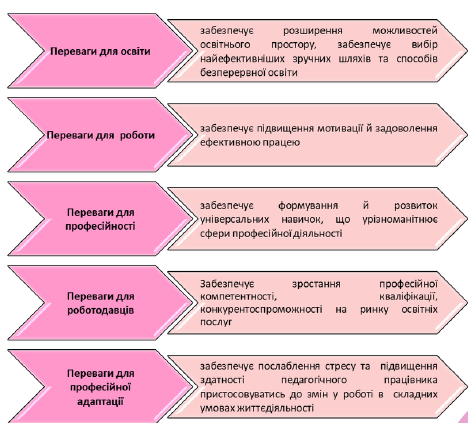 Переваги для освіти
забезпечує розширення можливостей
освітнього простору, забезпечує вибір
найефективніших зручних шляхів та способів
безперервної освіти
Переваги для роботи
забезпечує підвищення мотивації й задоволення
ефективною працею
Переваги для
професійності
забезпечує формування й розвиток
універсальних навичок, що урізноманітнює
сфери професійної діяльності
Переваги для
роботодавців
Забезпечує зростання професійної
компетентності, кваліфікації,
конкурентоспроможності на ринку освітніх
послуг
Переваги для
професійної
адаптації
забезпечує послаблення стресу та підвищення
здатності педагогічного працівника
пристосовуватись до змін у роботі в складних
умовах життєдіяльності